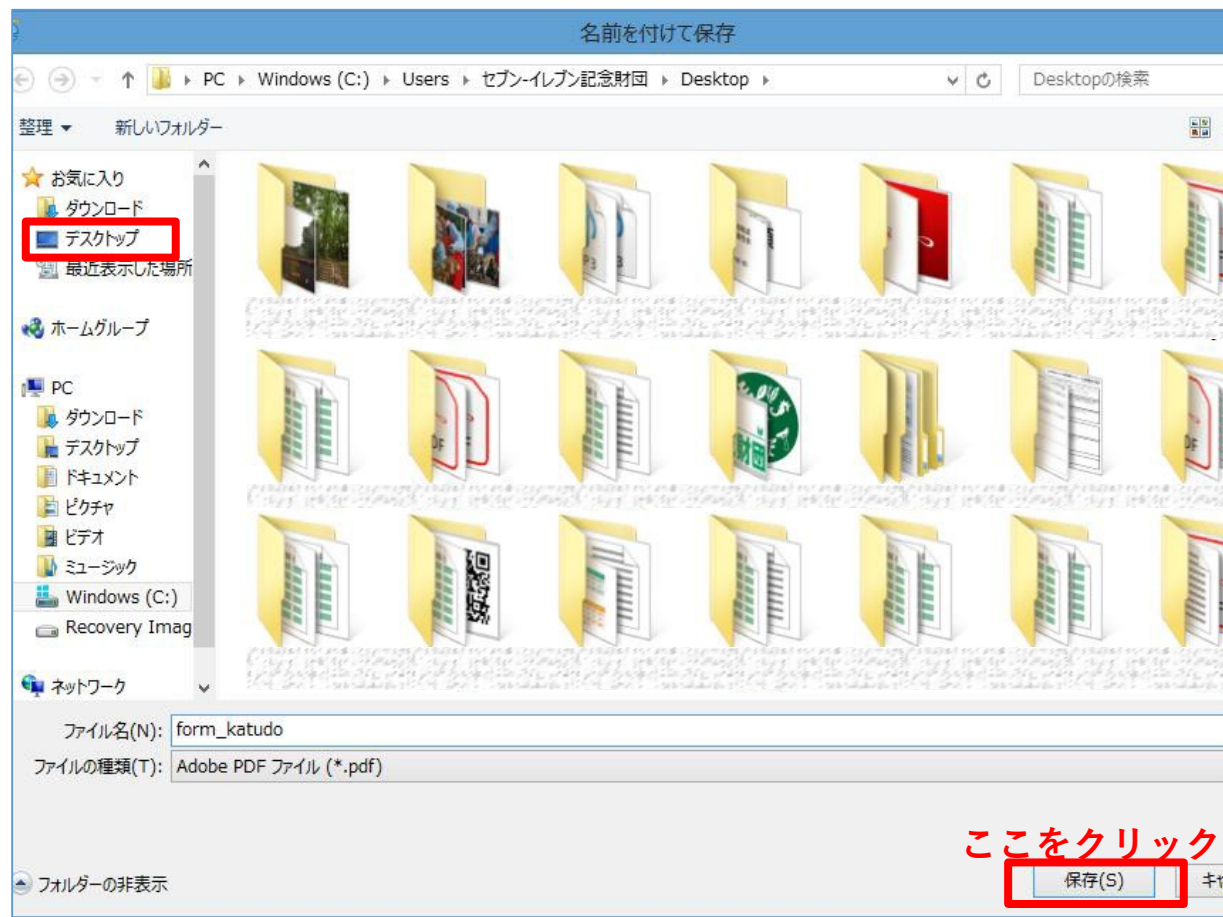 名前を付けて保存
PC Windows (C:) Users セブン-イレブン記念財団 Desktop
Desktopの検索
整理
新しいフォルダー
お気に入り
ダウンロード
デスクトップ
最近表示した場所
ホームグループ
PC
ダウンロード
デスクトップ
ドキュメント
ピクチャ
ビデオ
ミュージック
Windows (C:)
Recovery Imag
ネットワーク
ファイル名(N): form_katudo
ファイルの種類(T): Adobe PDF ファイル (*.pdf)
ここをクリック
フォルダーの非表示
保存(S)
キャ